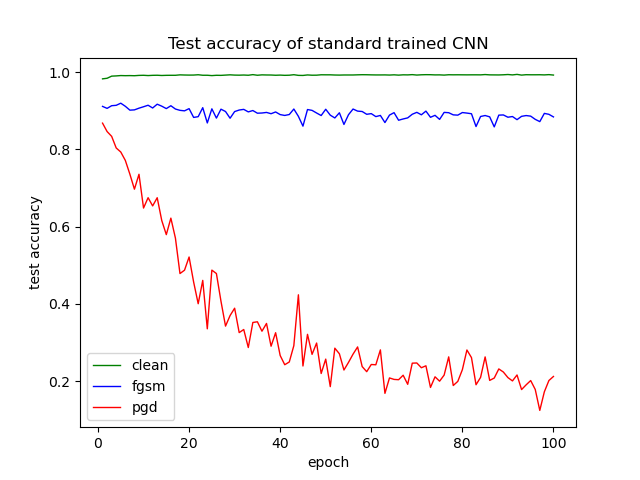 Test accuracy of standard trained CNN
1.0
0.8
0.6
0.4
0.2
test accuracy
clean
fgsm
pgd
0 20 40 60 80 100
epoch